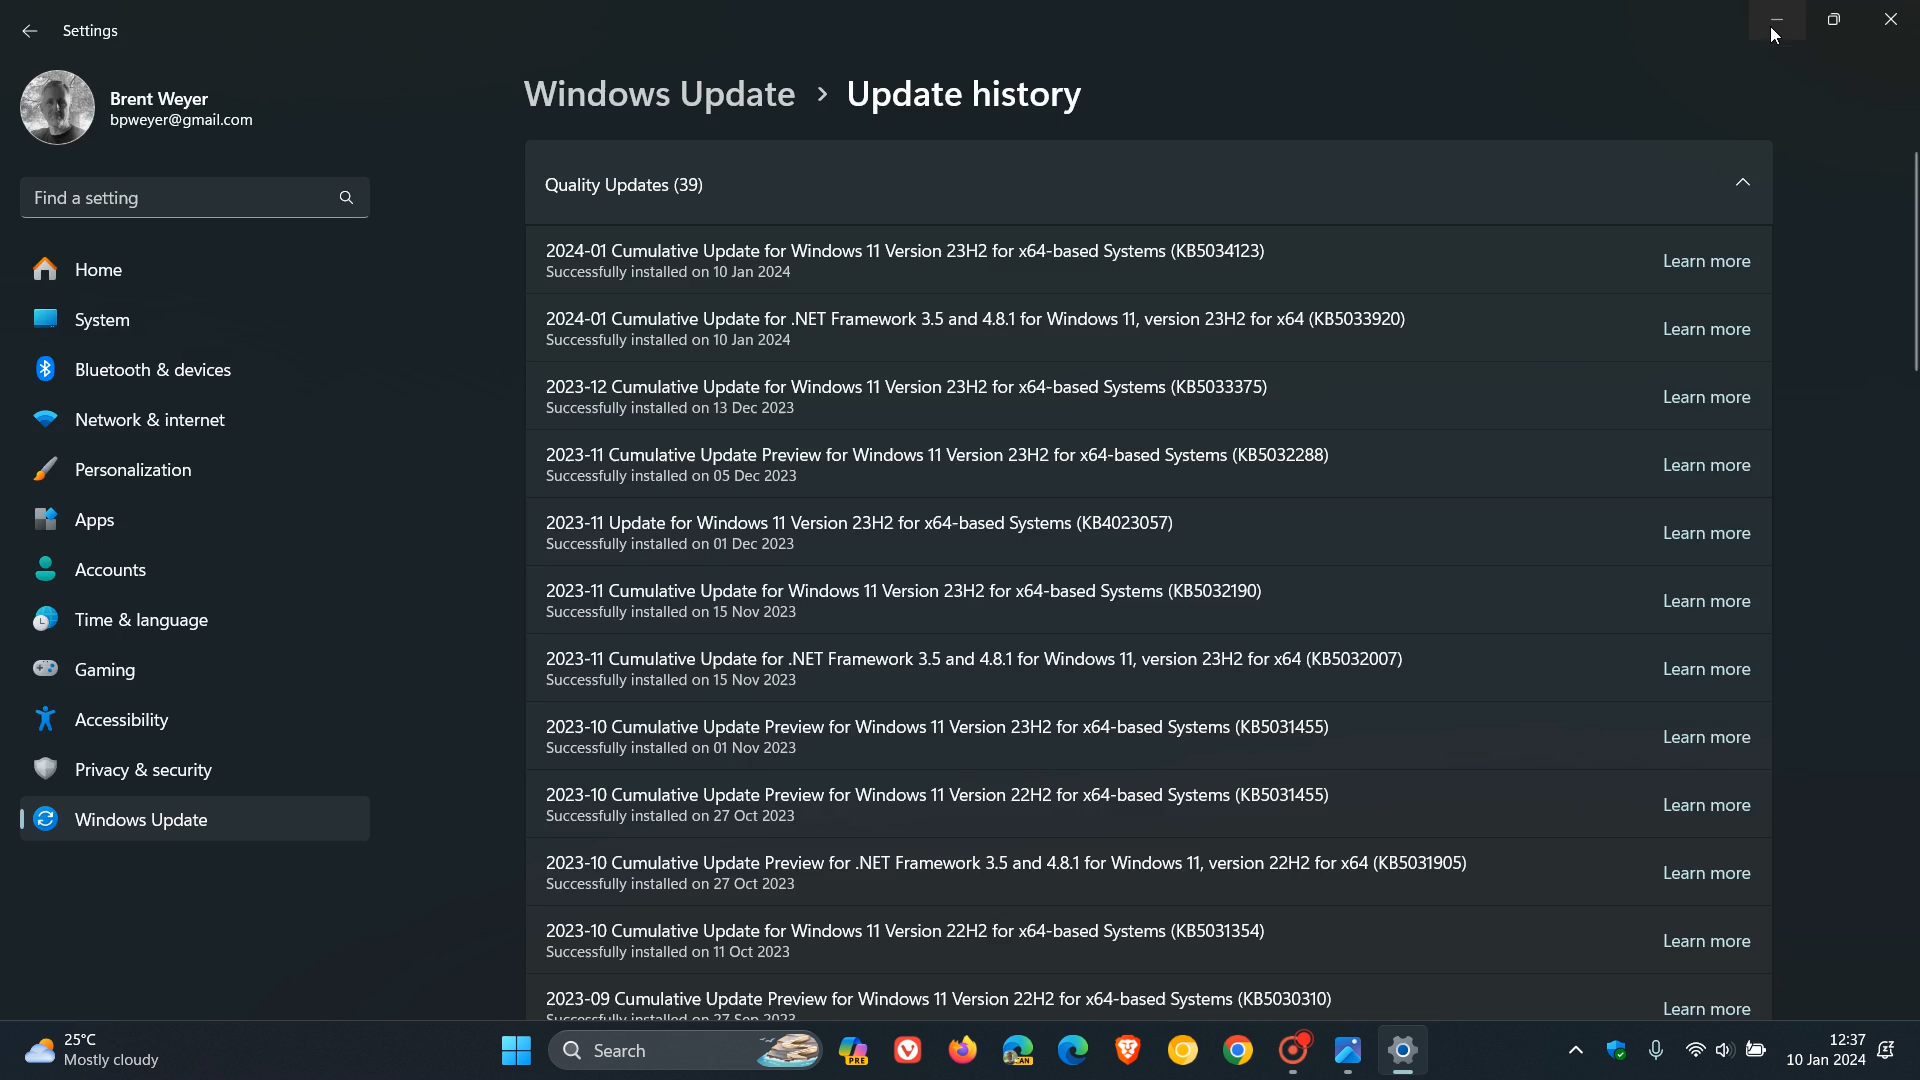 Settings
Brent Weyer
bpweyer@gmail.com
Find a setting
Home
System
Bluetooth & devices
Network & internet
Personalization
Apps
Accounts
Time & language
Gaming
Accessibility
Privacy & security
Windows Update
Windows Update > Update history
Quality Updates (39)
2024-01 Cumulative Update for Windows 11 Version 23H2 for x64-based Systems (KB5034123)
Successfully installed on 10 Jan 2024
Learn more
2024-01 Cumulative Update for .NET Framework 3.5 and 4.8.1 for Windows 11, version 23H2 for x64 (KB5033920)
Successfully installed on 10 Jan 2024
Learn more
2023-12 Cumulative Update for Windows 11 Version 23H2 for x64-based Systems (KB5033375)
Successfully installed on 13 Dec 2023
Learn more
2023-11 Cumulative Update Preview for Windows 11 Version 23H2 for x64-based Systems (KB5032288)
Successfully installed on 05 Dec 2023
Learn more
2023-11 Update for Windows 11 Version 23H2 for x64-based Systems (KB4023057)
Successfully installed on 01 Dec 2023
Learn more
2023-11 Cumulative Update for Windows 11 Version 23H2 for x64-based Systems (KB5032190)
Successfully installed on 15 Nov 2023
Learn more
2023-11 Cumulative Update for .NET Framework 3.5 and 4.8.1 for Windows 11, version 23H2 for x64 (KB5032007)
Successfully installed on 15 Nov 2023
Learn more
2023-10 Cumulative Update Preview for Windows 11 Version 23H2 for x64-based Systems (KB5031455)
Successfully installed on 01 Nov 2023
Learn more
2023-10 Cumulative Update Preview for Windows 11 Version 22H2 for x64-based Systems (KB5031455)
Successfully installed on 27 Oct 2023
Learn more
2023-10 Cumulative Update Preview for .NET Framework 3.5 and 4.8.1 for Windows 11, version 22H2 for x64 (KB5031905)
Successfully installed on 27 Oct 2023
Learn more
2023-10 Cumulative Update for Windows 11 Version 22H2 for x64-based Systems (KB5031354)
Successfully installed on 11 Oct 2023
Learn more
2023-09 Cumulative Update Preview for Windows 11 Version 22H2 for x64-based Systems (KB5030310)
Successfully installed on 27 Sep 2023
Learn more
25°C
Mostly cloudy
Search
PRE
CAN
12:37
10 Jan 2024